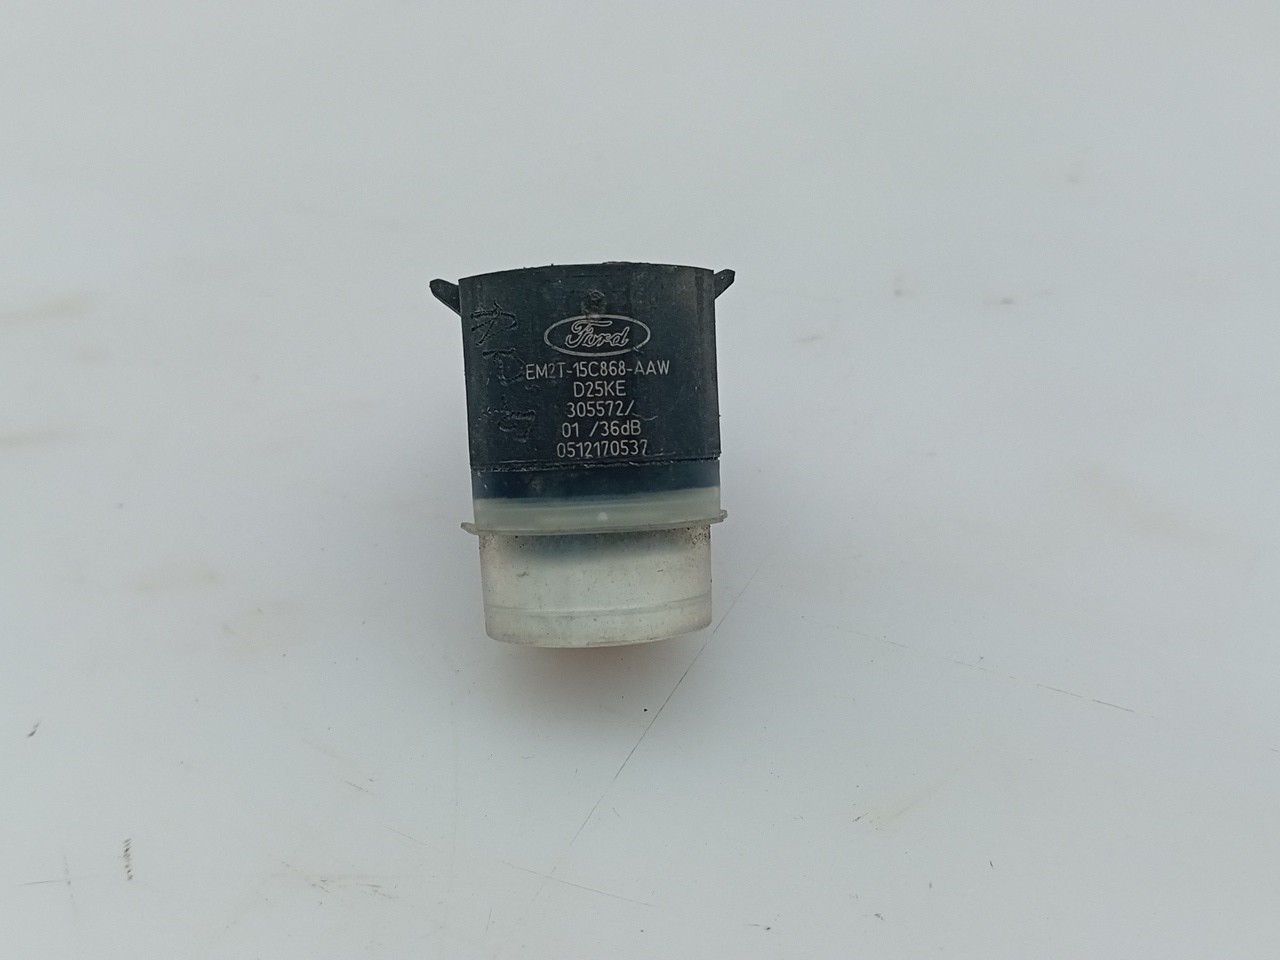 Ford
EM2T-15C868-AAW
D25KE
305572/
01 /36dB
0512170537